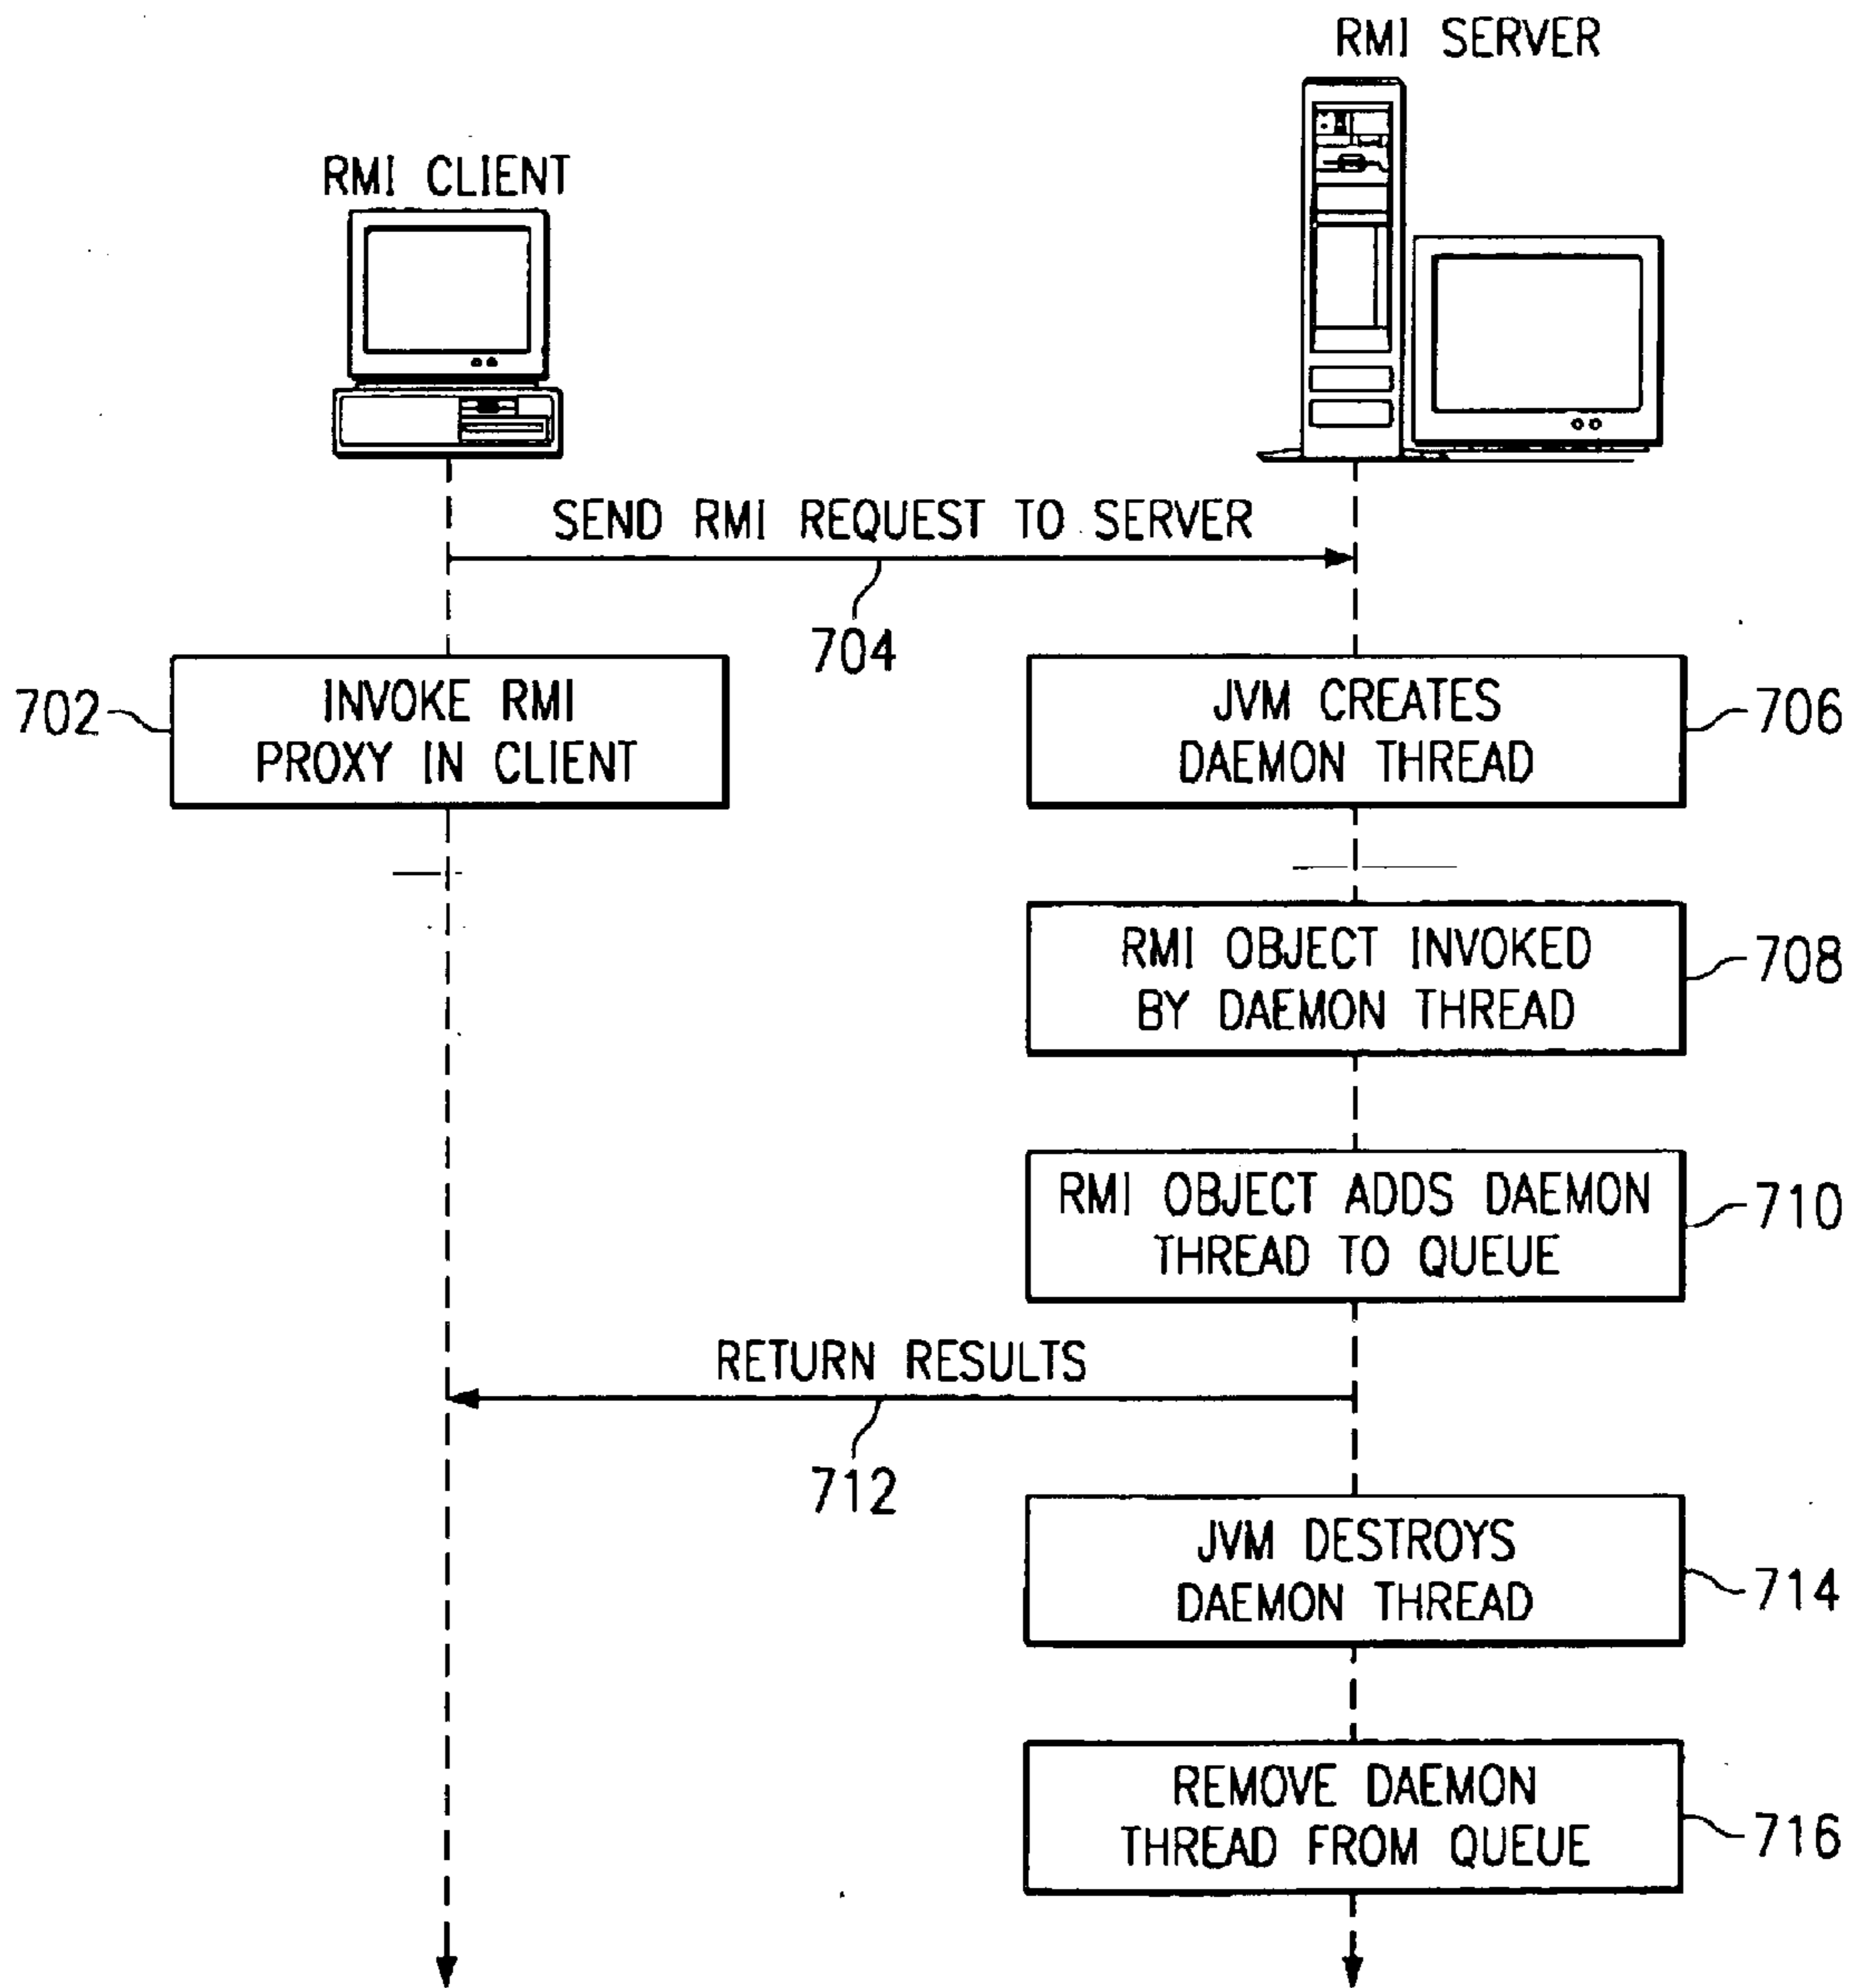 RMI SERVER
RMI CLIENT
SEND RMI REQUEST TO SERVER
704
702
INVOKE RMI
PROXY IN CLIENT
JVM CREATES
DAEMON THREAD
706
RMI OBJECT INVOKED
BY DAEMON THREAD
708
RMI OBJECT ADDS DAEMON
THREAD TO QUEUE
710
RETURN RESULTS
712
JVM DESTROYS
DAEMON THREAD
714
REMOVE DAEMON
THREAD FROM QUEUE
716